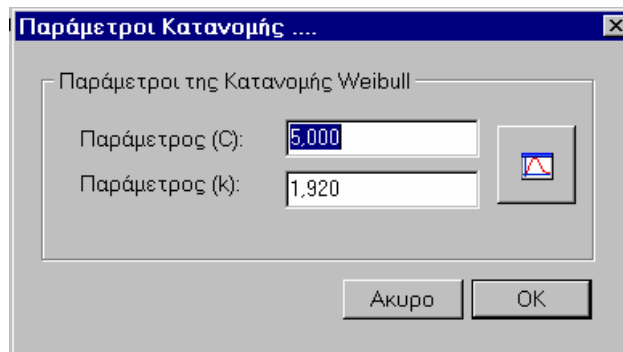 Παράμετροι Κατανομής ....
Παράμετροι της Κατανομής Weibull
Παράμετρος (C): 5,000
Παράμετρος (k): 1,920
Ακυρο OK